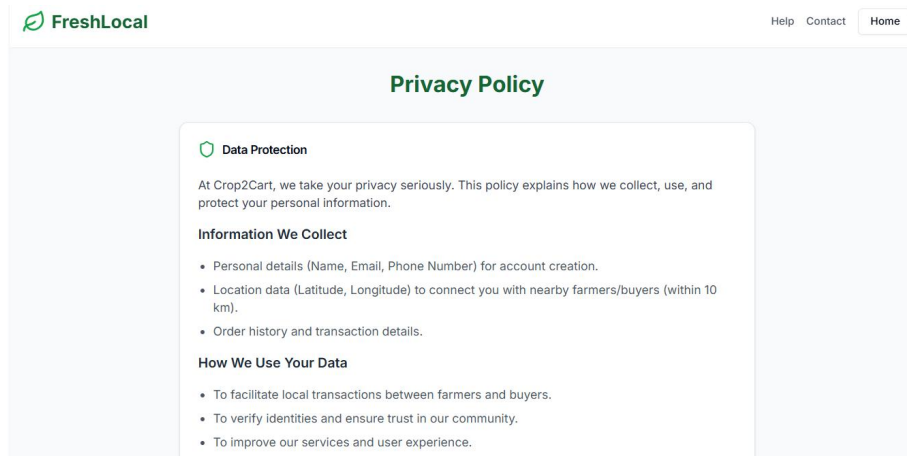 FreshLocal
Help Contact Home
Privacy Policy
Data Protection
At Crop2Cart, we take your privacy seriously. This policy explains how we collect, use, and
protect your personal information.
Information We Collect
• Personal details (Name, Email, Phone Number) for account creation.
• Location data (Latitude, Longitude) to connect you with nearby farmers/buyers (within 10
km).
• Order history and transaction details.
How We Use Your Data
• To facilitate local transactions between farmers and buyers.
• To verify identities and ensure trust in our community.
• To improve our services and user experience.